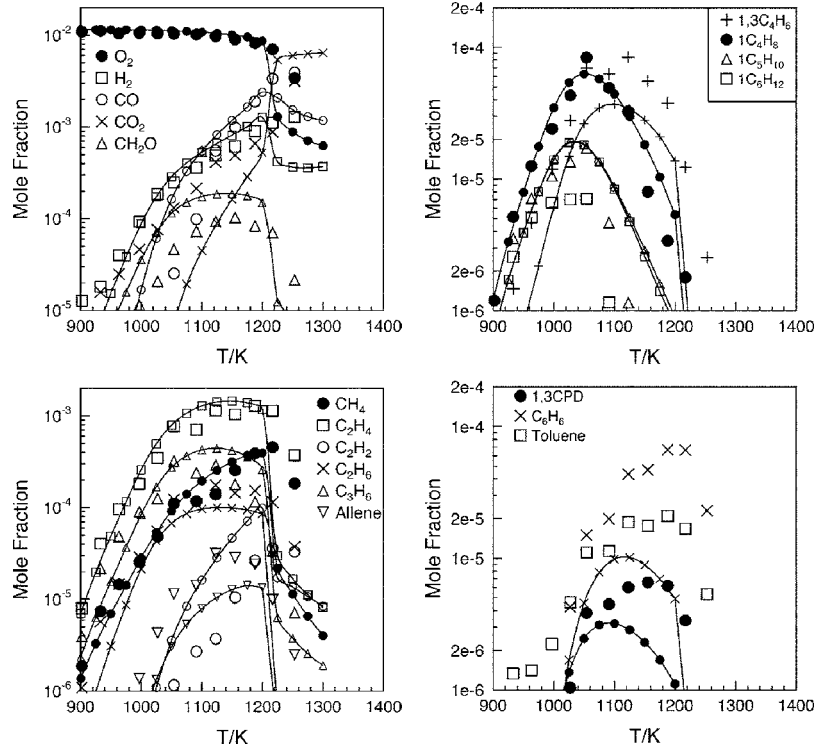 10⁻²
10⁻³
10⁻⁴
10⁻⁵
Mole Fraction
O₂
H₂
CO
CO₂
CH₂O
900 1000 1100 1200 1300 1400
T/K
2e-4
1e-4
2e-5
1e-5
2e-6
1e-6
Mole Fraction
1,3C₄H₆
1C₄H₈
1C₅H₁₀
1C₆H₁₂
900 1000 1100 1200 1300 1400
T/K
10⁻³
10⁻⁴
10⁻⁵
10⁻⁶
Mole Fraction
CH₄
C₂H₄
C₂H₂
C₂H₆
C₃H₆
Allene
900 1000 1100 1200 1300 1400
T/K
2e-4
2e-5
1e-5
2e-6
1e-6
Mole Fraction
1,3CPD
C₆H₆
Toluene
900 1000 1100 1200 1300 1400
T/K